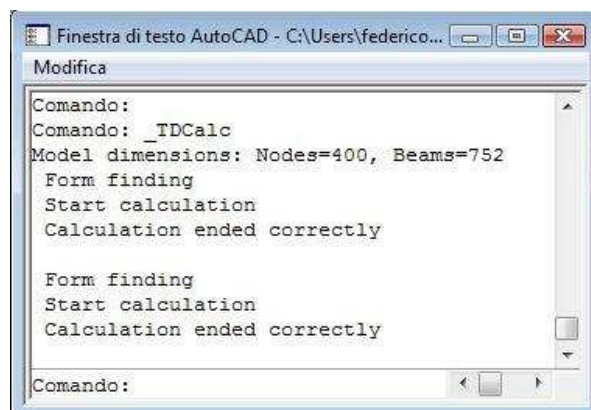 Finestra di testo AutoCAD - C:\Users\federico...
Modifica
Comando:
Comando: _TDCalc
Model dimensions: Nodes=400, Beams=752
Form finding
Start calculation
Calculation ended correctly
Form finding
Start calculation
Calculation ended correctly
Comando: